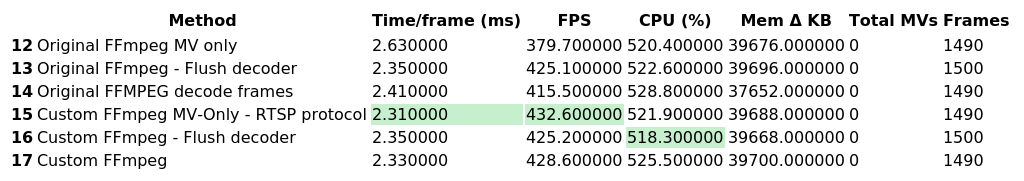 Method Time/frame (ms) FPS CPU (%) Mem Δ KB Total MVs Frames
12 Original FFmpeg MV only 2.630000 379.700000 520.400000 39676.000000 0 1490
13 Original FFmpeg - Flush decoder 2.350000 425.100000 522.600000 39696.000000 0 1500
14 Original FFMPEG decode frames 2.410000 415.500000 528.800000 37652.000000 0 1490
15 Custom FFmpeg MV-Only - RTSP protocol 2.310000 432.600000 521.900000 39688.000000 0 1490
16 Custom FFmpeg - Flush decoder 2.350000 425.200000 518.300000 39668.000000 0 1500
17 Custom FFmpeg 2.330000 428.600000 525.500000 39700.000000 0 1490